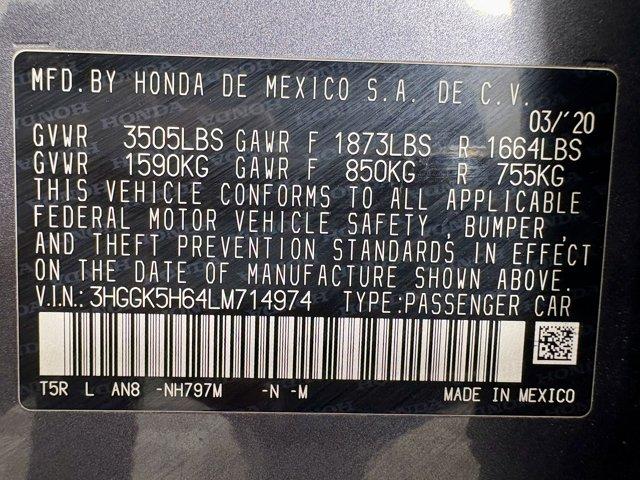 MFD.BY HONDA DE MEXICO S.A. DE C.V.
03/'20
GVWR 3505LBS GAWR F 1873LBS R 1664LBS
GVWR 1590KG GAWR F 850KG R 755KG
THIS VEHICLE CONFORMS TO ALL APPLICABLE
FEDERAL MOTOR VEHICLE SAFETY , BUMPER ,
AND THEFT PREVENTION STANDARDS IN EFFECT
ON THE DATE OF MANUFACTURE SHOWN ABOVE.
V.I.N.: 3HGGK5H64LM714974 TYPE:PASSENGER CAR
T5R L AN8 -NH797M -N -M MADE IN MEXICO